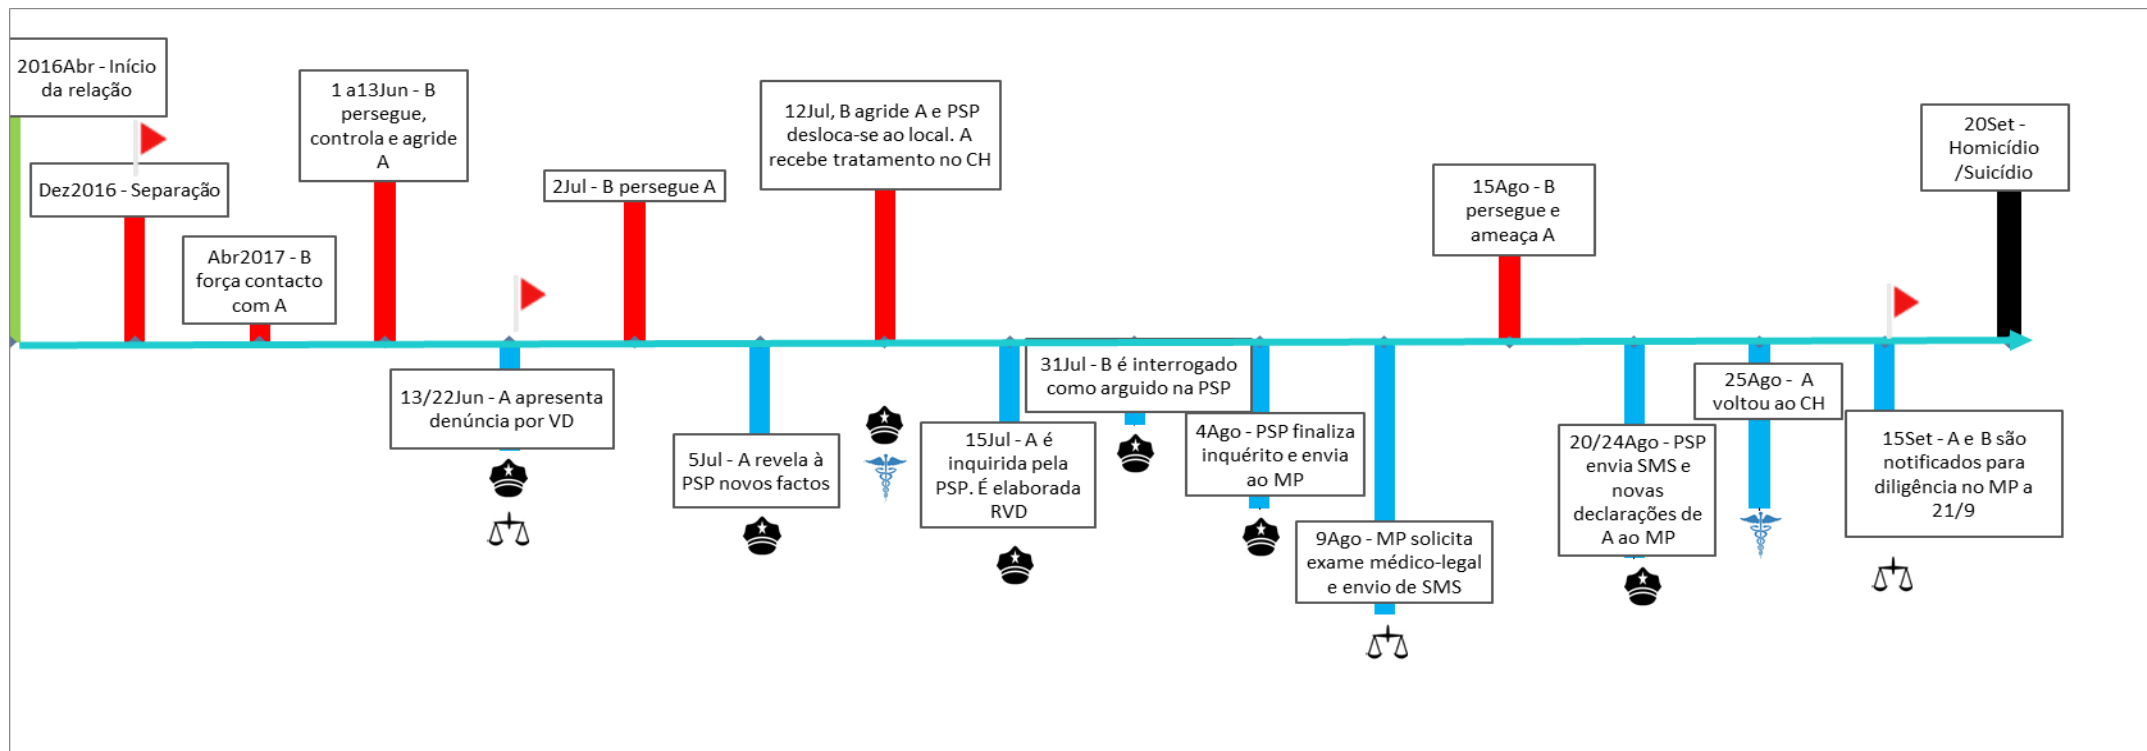 2016Abr - Início
da relação
Dez2016 - Separação
Abr2017 - B
força contacto
com A
1 a13Jun - B
persegue,
controla e agride
A
13/22Jun - A apresenta
denúncia por VD
2Jul - B persegue A
5Jul - A revela à
PSP novos factos
12Jul, B agride A e PSP
desloca-se ao local. A
recebe tratamento no CH
15Jul - A é
inquirida pela
PSP. É elaborada
RVD
31Jul - B é interrogado
como arguido na PSP
4Ago - PSP finaliza
inquérito e envia
ao MP
9Ago - MP solicita
exame médico-legal
e envio de SMS
15Ago - B
persegue e
ameaça A
20/24Ago - PSP
envia SMS e
novas
declarações de
A ao MP
25Ago - A
voltou ao CH
15Set - A e B são
notificados para
diligência no MP a
21/9
20Set -
Homicídio
/Suicídio